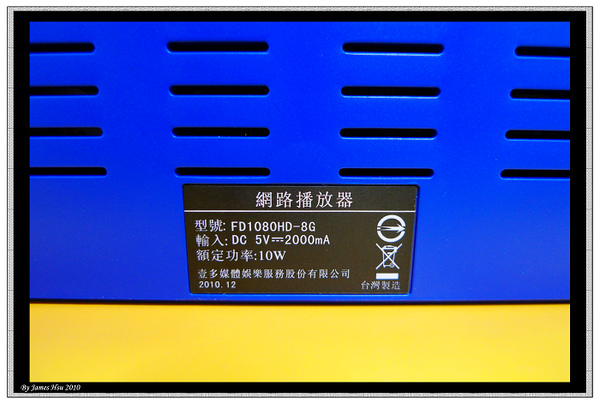 網路播放器
型號: FD1080HD-8G
輸入: DC 5V⎓2000mA
額定功率:10W
壹多媒體娛樂服務股份有限公司
2010.12
台灣製造
By James Hsu 2010